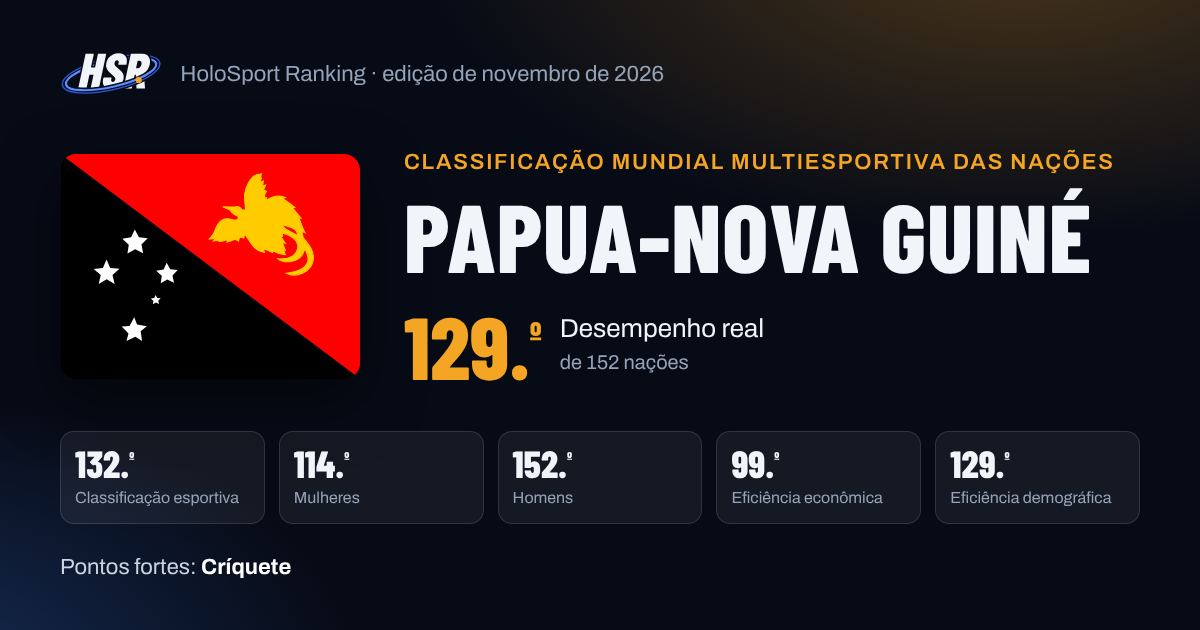 HSR
HoloSport Ranking · edição de novembro de 2026
CLASSIFICAÇÃO MUNDIAL MULTIESPORTIVA DAS NAÇÕES
PAPUA-NOVA GUINÉ
129.º Desempenho real
de 152 nações
132.º
Classificação esportiva
114.º
Mulheres
152.º
Homens
99.º
Eficiência econômica
129.º
Eficiência demográfica
Pontos fortes: Críquete